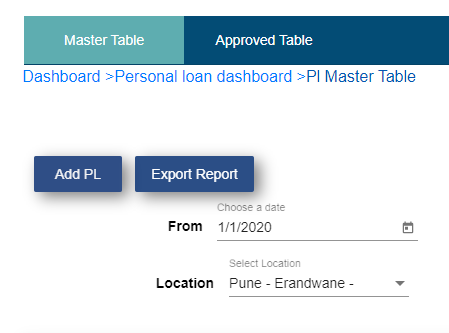 Master Table Approved Table
Dashboard >Personal loan dashboard >Pl Master Table
Add PL Export Report
Choose a date
From 1/1/2020
Select Location
Location Pune - Erandwane -